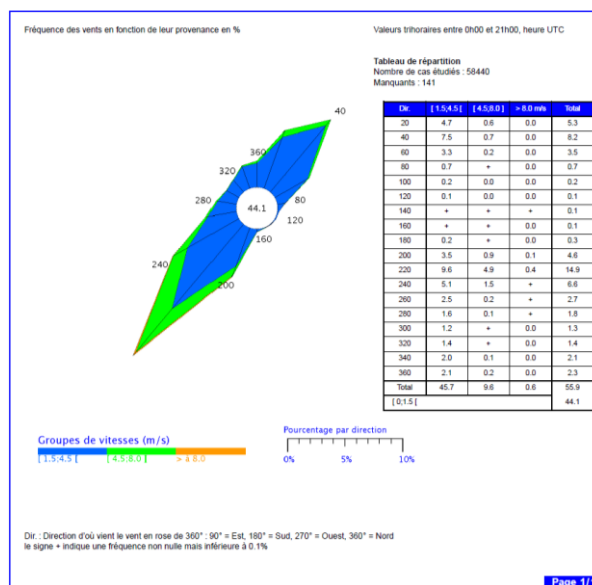 Fréquence des vents en fonction de leur provenance en %
Valeurs trihoraires entre 0h00 et 21h00, heure UTC
Tableau de répartition
Nombre de cas étudiés : 58440
Manquants : 141
40
360
320
280
80
120
44.1
160
240
200
Dir. [ 1.5;4.5 [ [ 4.5;8.0 ] > 8.0 m/s Total
20 4.7 0.6 0.0 5.3
40 7.5 0.7 0.0 8.2
60 3.3 0.2 0.0 3.5
80 0.7 + 0.0 0.7
100 0.2 0.0 0.0 0.2
120 0.1 0.0 0.0 0.1
140 + + + 0.1
160 + + 0.0 0.1
180 0.2 + 0.0 0.3
200 3.5 0.9 0.1 4.6
220 9.6 4.9 0.4 14.9
240 5.1 1.5 + 6.6
260 2.5 0.2 + 2.7
280 1.6 0.1 + 1.8
300 1.2 + 0.0 1.3
320 1.4 + 0.0 1.4
340 2.0 0.1 0.0 2.1
360 2.1 0.2 0.0 2.3
Total 45.7 9.6 0.6 55.9
[ 0;1.5 [ 44.1
Groupes de vitesses (m/s)
[ 1.5;4.5 [ [ 4.5;8.0 ] > à 8.0
Pourcentage par direction
0% 5% 10%
Dir. : Direction d'où vient le vent en rose de 360° : 90° = Est, 180° = Sud, 270° = Ouest, 360° = Nord
le signe + indique une fréquence non nulle mais inférieure à 0.1%
Page 1/